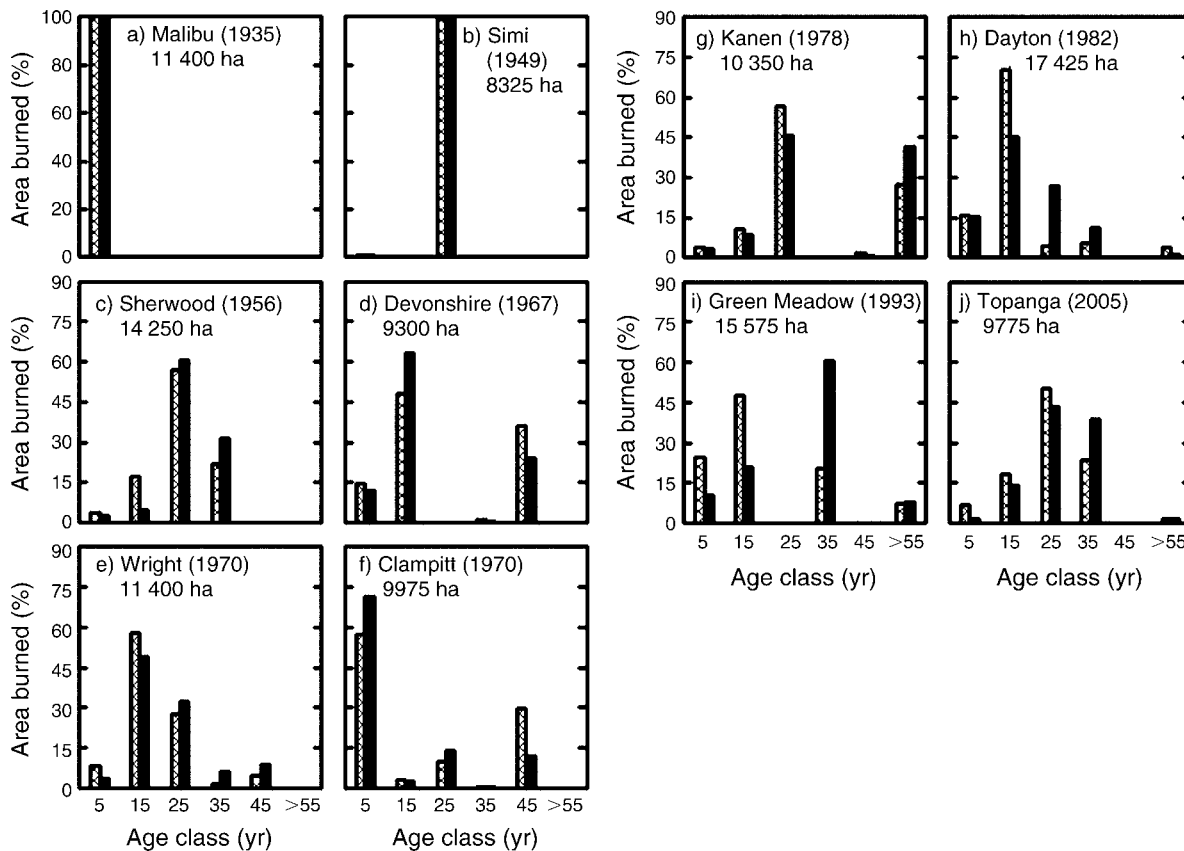 a) Malibu (1935)
11 400 ha
b) Simi
(1949)
8325 ha
Area burned (%)
100
80
60
40
20
0
c) Sherwood (1956)
14 250 ha
d) Devonshire (1967)
9300 ha
Area burned (%)
90
75
60
45
30
15
0
e) Wright (1970)
11 400 ha
f) Clampitt (1970)
9975 ha
Area burned (%)
90
75
60
45
30
15
0
5 15 25 35 45 >55
5 15 25 35 45 >55
Age class (yr)
Age class (yr)
g) Kanen (1978)
10 350 ha
h) Dayton (1982)
17 425 ha
Area burned (%)
90
75
60
45
30
15
0
i) Green Meadow (1993)
15 575 ha
j) Topanga (2005)
9775 ha
Area burned (%)
90
75
60
45
30
15
0
5 15 25 35 45 >55
5 15 25 35 45 >55
Age class (yr)
Age class (yr)